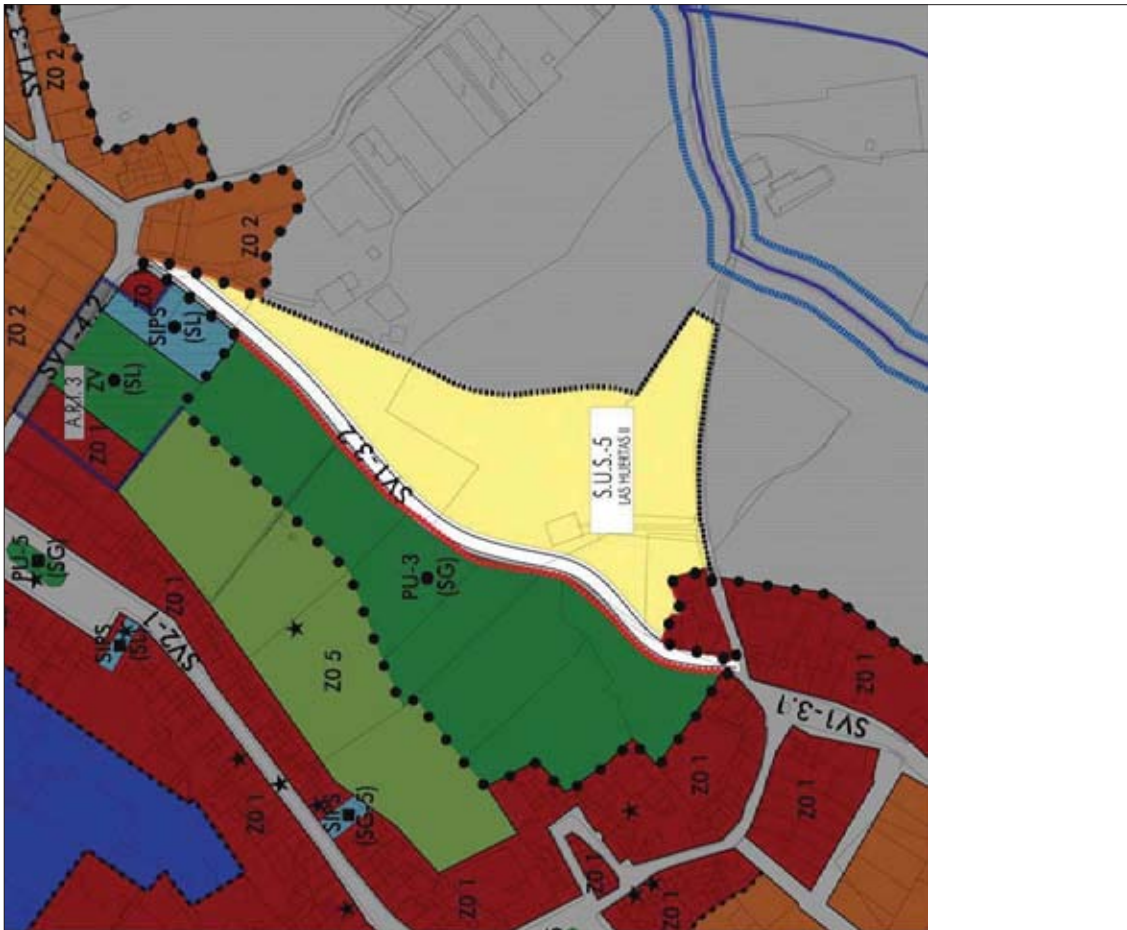 SV1-3.
ZO 2
ZO 2
ZO 2
SV1-4.2
ZO
SIPS
(SL)
ZV
(SL)
A.R.I. 3
ZO 1
SV1-3.2
S.U.S.-5
LAS HUERTAS II
PU-5
(SG)
ZO 1
SIPS
(SL)
SV2-1
PU-3
(SG)
ZO 5
ZO 1
SV1-3.1
ZO 1
ZO 1
SIPS
(SG-5)
ZO 1
ZO 1
ZO 1
ZO 1
ZO 1